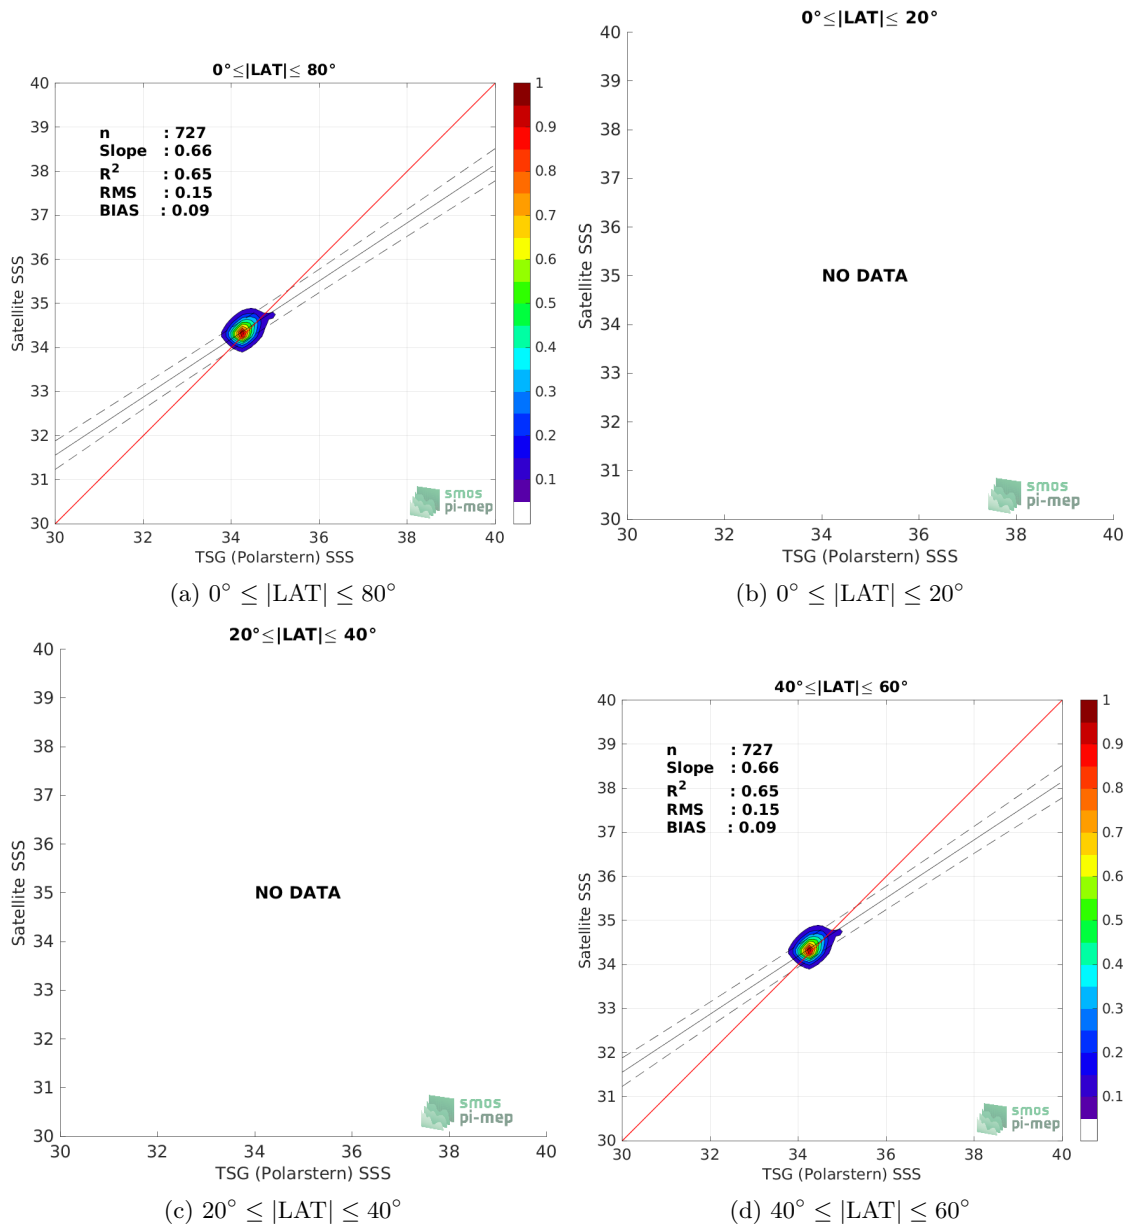 0°≤|LAT|≤ 80°
40
39
38
37
36
35
34
33
32
31
30
Satellite SSS
n : 727
Slope : 0.66
R² : 0.65
RMS : 0.15
BIAS : 0.09
1
0.9
0.8
0.7
0.6
0.5
0.4
0.3
0.2
0.1
smos
pi-mep
30 32 34 36 38 40
TSG (Polarstern) SSS
(a) 0° ≤ |LAT| ≤ 80°
0°≤|LAT|≤ 20°
40
39
38
37
36
35
34
33
32
31
30
Satellite SSS
NO DATA
smos
pi-mep
30 32 34 36 38 40
TSG (Polarstern) SSS
(b) 0° ≤ |LAT| ≤ 20°
20°≤|LAT|≤ 40°
40
39
38
37
36
35
34
33
32
31
30
Satellite SSS
NO DATA
smos
pi-mep
30 32 34 36 38 40
TSG (Polarstern) SSS
(c) 20° ≤ |LAT| ≤ 40°
40°≤|LAT|≤ 60°
40
39
38
37
36
35
34
33
32
31
30
Satellite SSS
n : 727
Slope : 0.66
R² : 0.65
RMS : 0.15
BIAS : 0.09
1
0.9
0.8
0.7
0.6
0.5
0.4
0.3
0.2
0.1
smos
pi-mep
30 32 34 36 38 40
TSG (Polarstern) SSS
(d) 40° ≤ |LAT| ≤ 60°